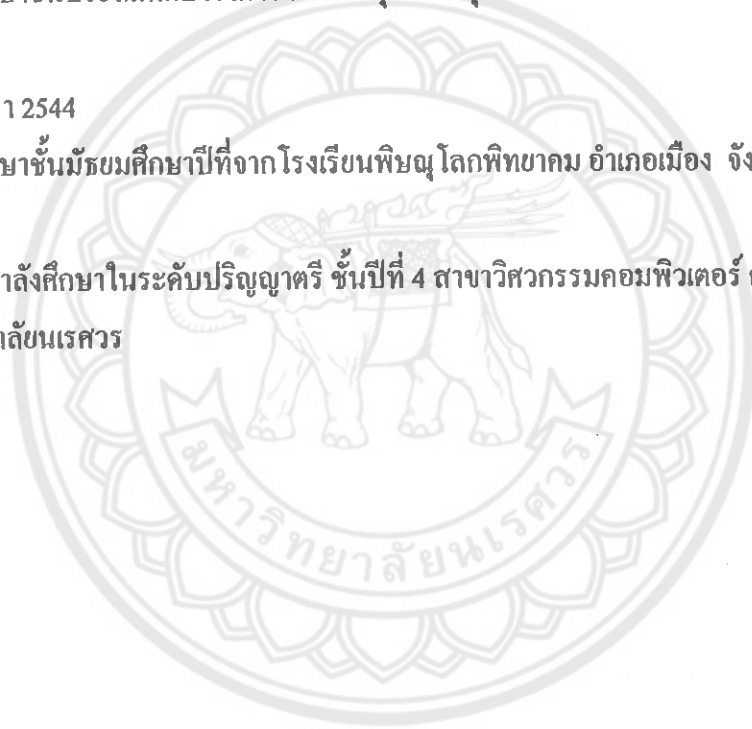 า 2544
ษาชั้นมัธยมศึกษาปีที่จากโรงเรียนพิษณุโลกพิทยาคม อำเภอเมือง จัง
าลังศึกษาในระดับปริญญาตรี ชั้นปีที่ 4 สาขาวิศวกรรมคอมพิวเตอร์
าลัยนเรศวร
มหาวิทยาลัยนเรศวร